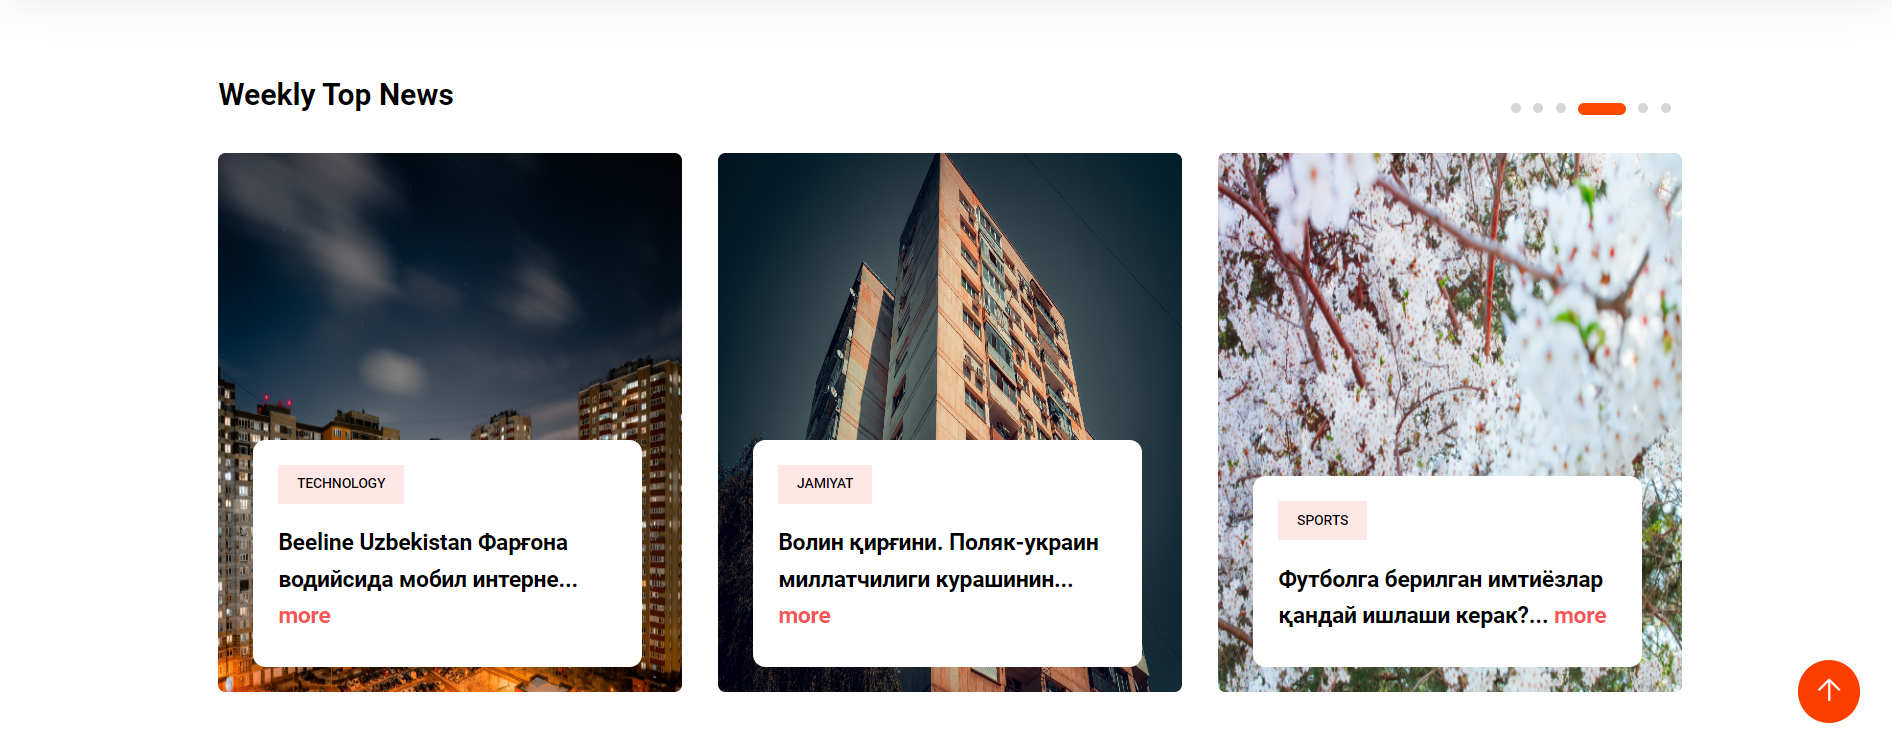 Weekly Top News
TECHNOLOGY
Beeline Uzbekistan Фарғона
водийсида мобил интерне...
more
JAMIYAT
Волин қирғини. Поляк-украин
миллатчилиги курашинин...
more
SPORTS
Футболга берилган имтиёзлар
қандай ишлаши керак?... more